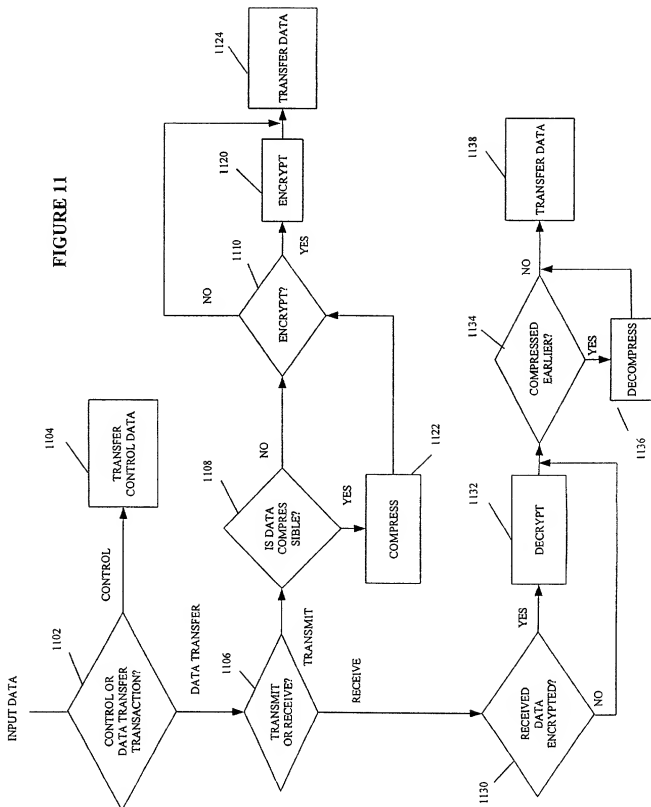 FIGURE 11
INPUT DATA
1102
CONTROL OR
DATA TRANSFER
TRANSACTION?
CONTROL
1104
TRANSFER
CONTROL DATA
DATA TRANSFER
1106
TRANSMIT
OR RECEIVE?
TRANSMIT
1108
IS DATA
COMPRES
SIBLE?
NO
YES
COMPRESS
1122
1110
ENCRYPT?
NO
YES
1120
ENCRYPT
1124
TRANSFER DATA
RECEIVE
1130
RECEIVED
DATA
ENCRYPTED?
YES
NO
1132
DECRYPT
1134
COMPRESSED
EARLIER?
NO
YES
DECOMPRESS
1136
1138
TRANSFER DATA